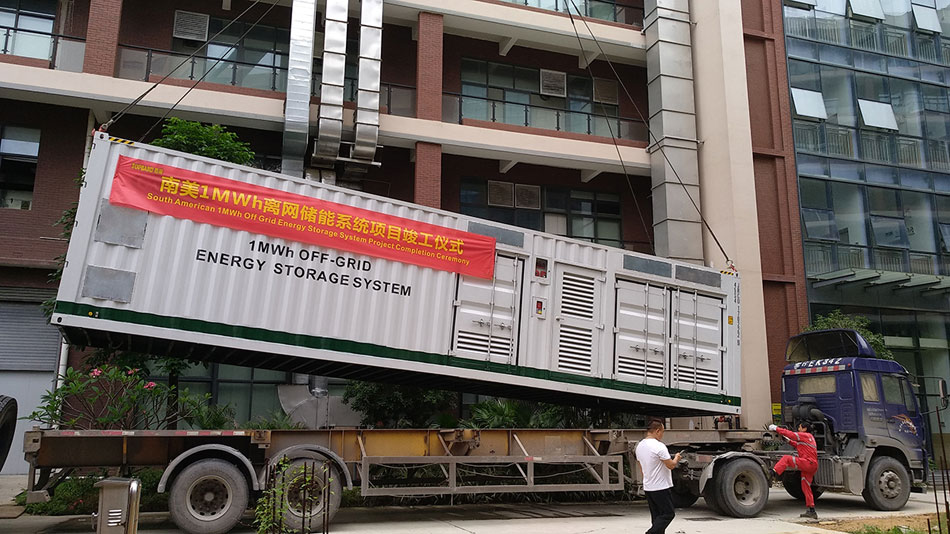 TOPBAND
南美1MWh离网储能系统项目竣工仪式
South American 1MWh Off Grid Energy Storage System Project Completion Ceremony
1MWh OFF-GRID
ENERGY STORAGE SYSTEM